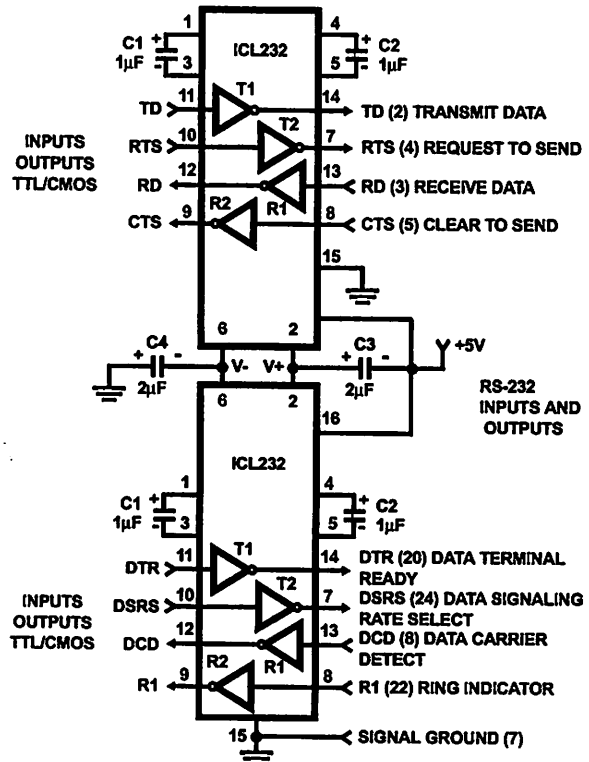 1
4
C1 + ICL232 + C2
1µF - 3 5 - 1µF
T1
TD 11 14 TD (2) TRANSMIT DATA
T2
INPUTS
OUTPUTS
TTL/CMOS
RTS 10 7 RTS (4) REQUEST TO SEND
RD 12 13 RD (3) RECEIVE DATA
R2 R1
CTS 9 8 CTS (5) CLEAR TO SEND
15
6 2
C4 C3
+ - V- V+ + - +5V
2µF 2µF
6 2
RS-232
INPUTS AND
OUTPUTS
16
ICL232
1 4
C1 + + C2
1µF - 3 5 - 1µF
T1
DTR 11 14 DTR (20) DATA TERMINAL
READY
T2
INPUTS
OUTPUTS
TTL/CMOS
DSRS 10 7 DSRS (24) DATA SIGNALING
RATE SELECT
DCD 12 13 DCD (8) DATA CARRIER
DETECT
R2 R1
R1 9 8 R1 (22) RING INDICATOR
15 SIGNAL GROUND (7)